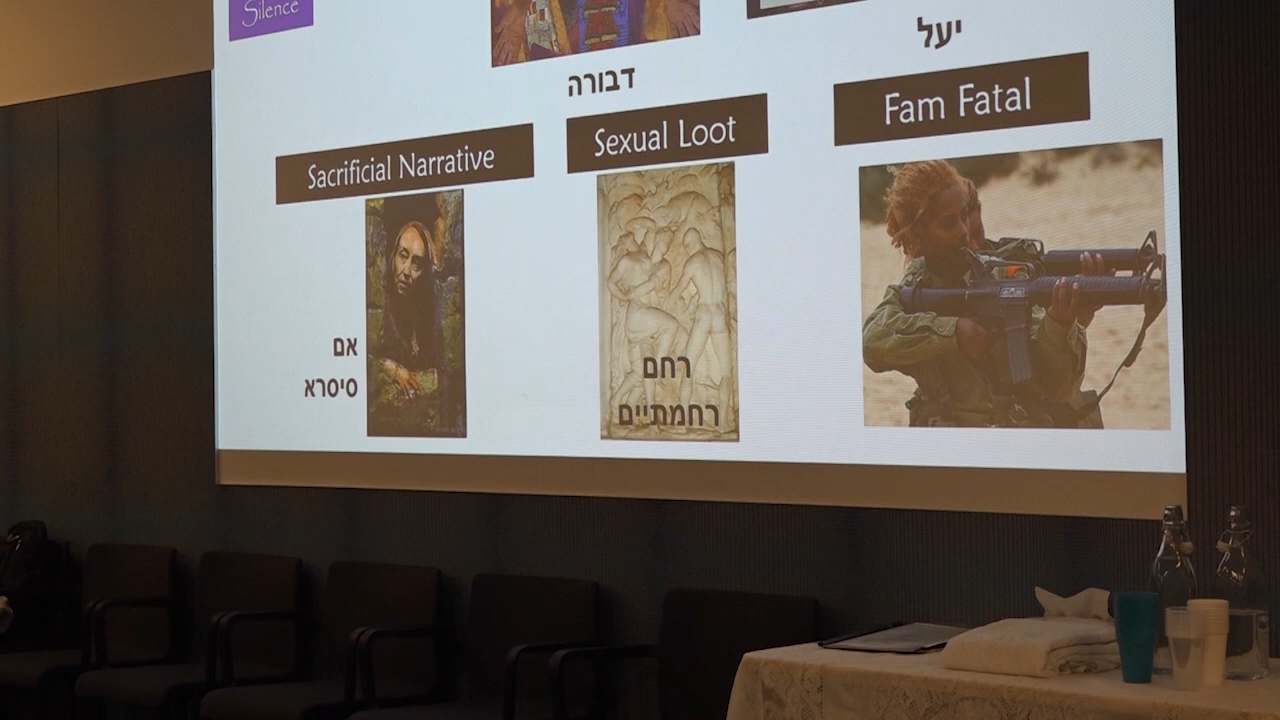 Silence
יעל
דבורה
Fam Fatal
Sexual Loot
Sacrificial Narrative
אם
סיסרא
רחם
רחמתיים